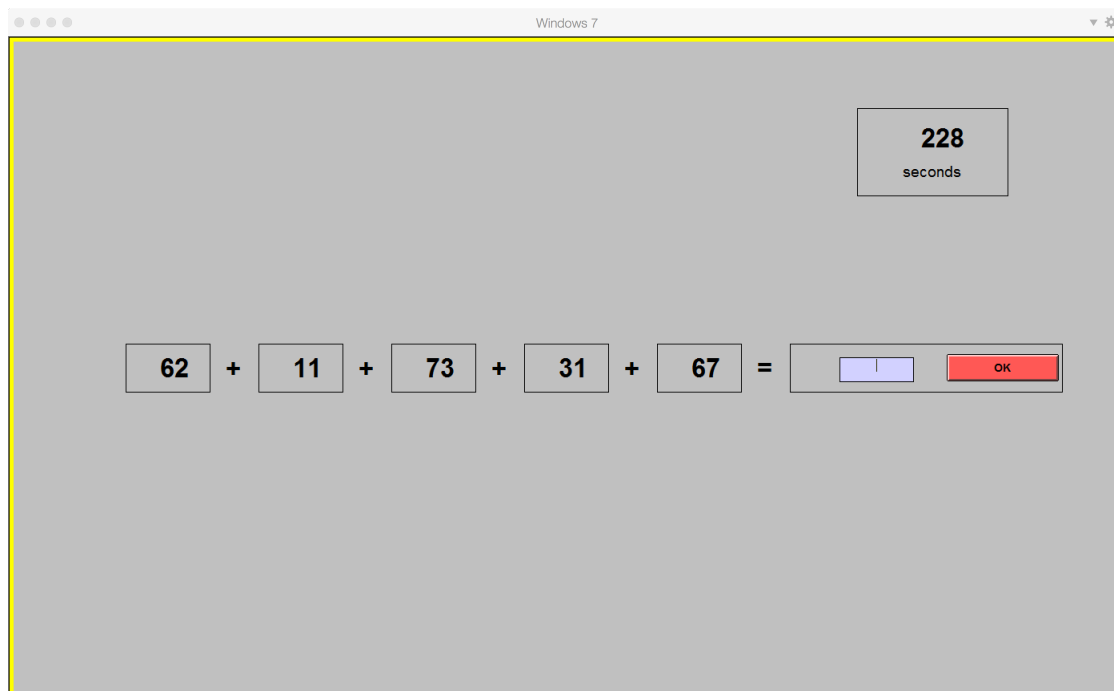 Windows 7
228
seconds
62 + 11 + 73 + 31 + 67 = OK